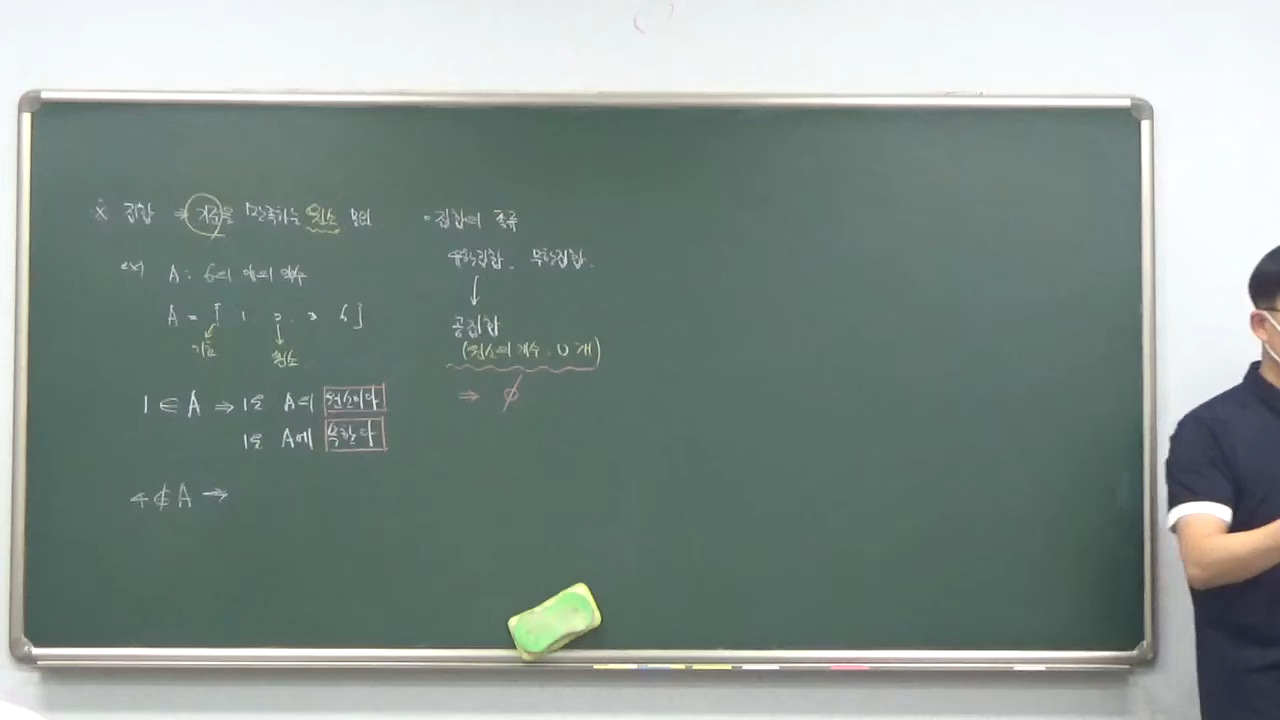 ※ 집합 ⇒ 기준을 만족하는 원소 모임
ex) A : 6의 양의 약수
A = { 1, 2, 3, 6 }
기호 원소
1 ∈ A ⇒ 1은 A의 원소이다
1은 A에 속한다
4 ∉ A →
• 집합의 종류
유한집합, 무한집합.
↓
공집합
(원소의 개수. 0개)
⇒ ∅